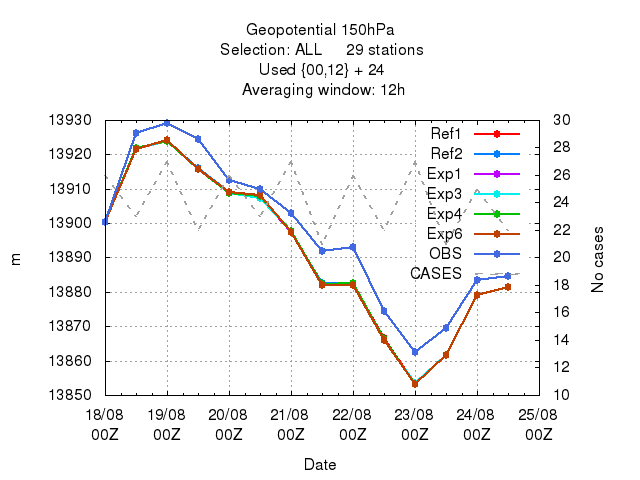 Geopotential 150hPa
Selection: ALL 29 stations
Used {00,12} + 24
Averaging window: 12h
13930
13920
13910
13900
13890
13880
13870
13860
13850
m
30
28
26
24
22
20
18
16
14
12
10
No cases
Ref1
Ref2
Exp1
Exp3
Exp4
Exp6
OBS
CASES
18/08 19/08 20/08 21/08 22/08 23/08 24/08 25/08
00Z 00Z 00Z 00Z 00Z 00Z 00Z 00Z
Date